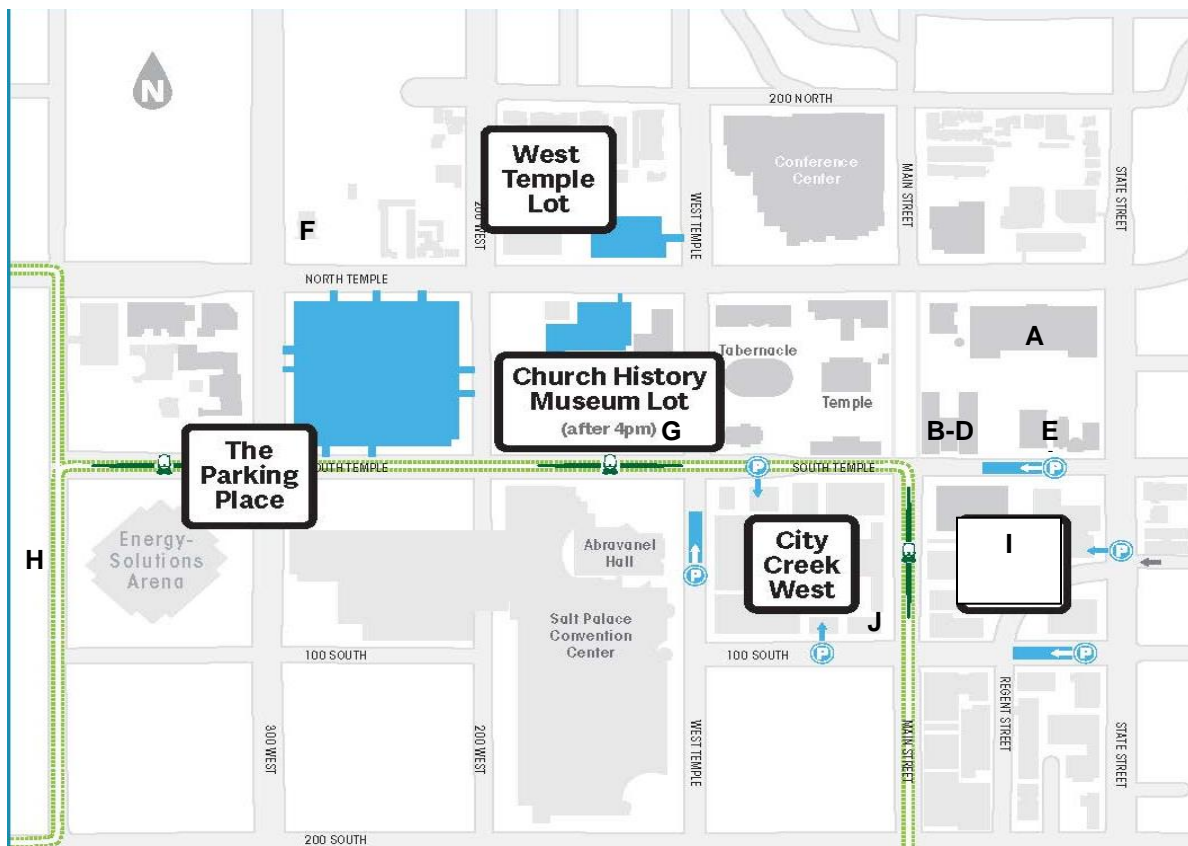 N
200 NORTH
West
Temple
Lot
Conference
Center
MAIN STREET
STATE STREET
200 WEST
WEST TEMPLE
F
NORTH TEMPLE
A
Tabernacle
Temple
Church History
Museum Lot
(after 4pm) G
B-D
E
The
Parking
Place
SOUTH TEMPLE
P
SOUTH TEMPLE
P
Energy-
Solutions
Arena
H
Abravanel
Hall
P
City
Creek
West
I
P
J
Salt Palace
Convention
Center
100 SOUTH
100 SOUTH
P
P
300 WEST
200 WEST
WEST TEMPLE
MAIN STREET
REGENT STREET
STATE STREET
200 SOUTH